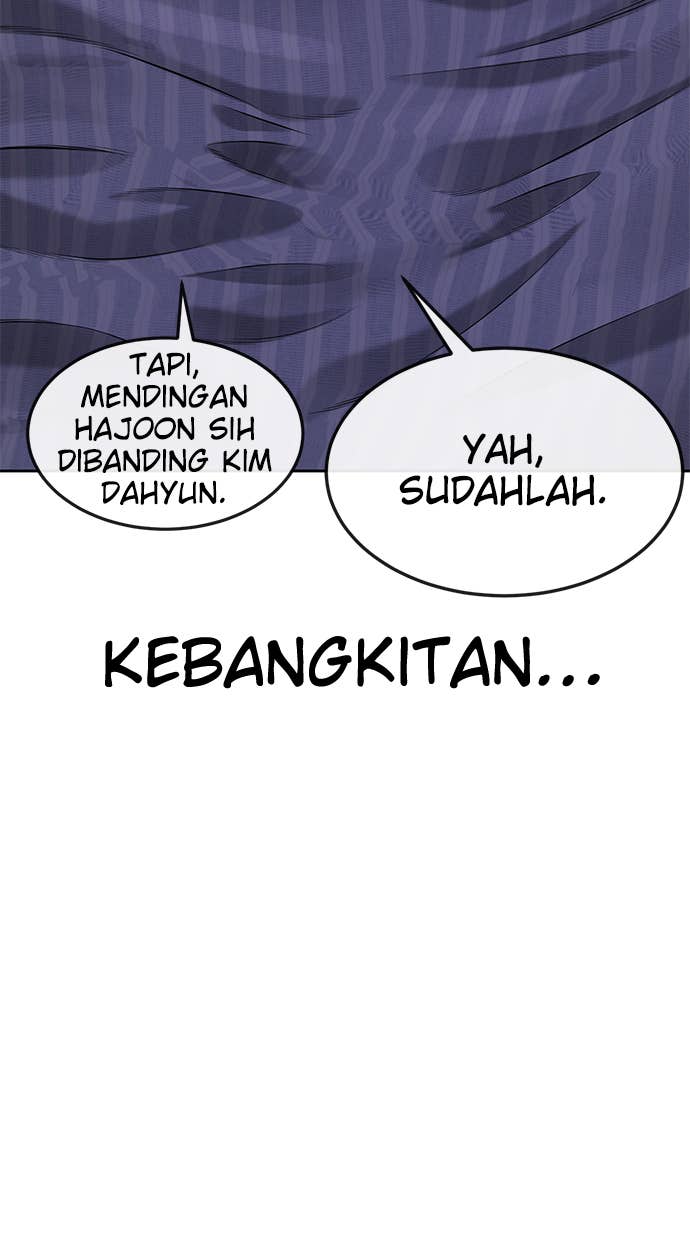 TAPI,
MENDINGAN
HAJOON SIH
DIBANDING KIM
DAHYUN.
YAH,
SUDAHLAH.
KEBANGKITAN...